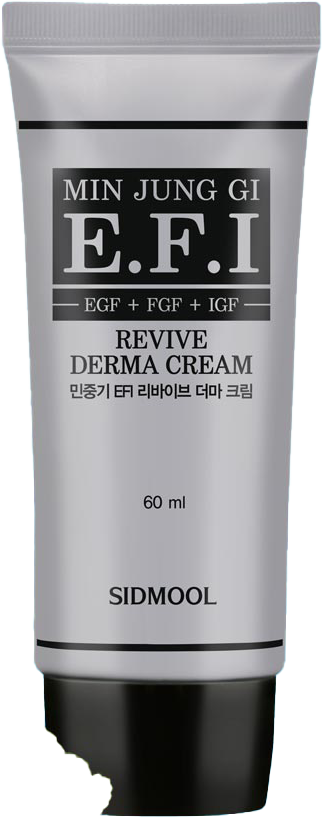 MIN JUNG GI
E.F.I
EGF + FGF + IGF
REVIVE
DERMA CREAM
민중기 EFI 리바이브 더마 크림
60 ml
SIDMOOL